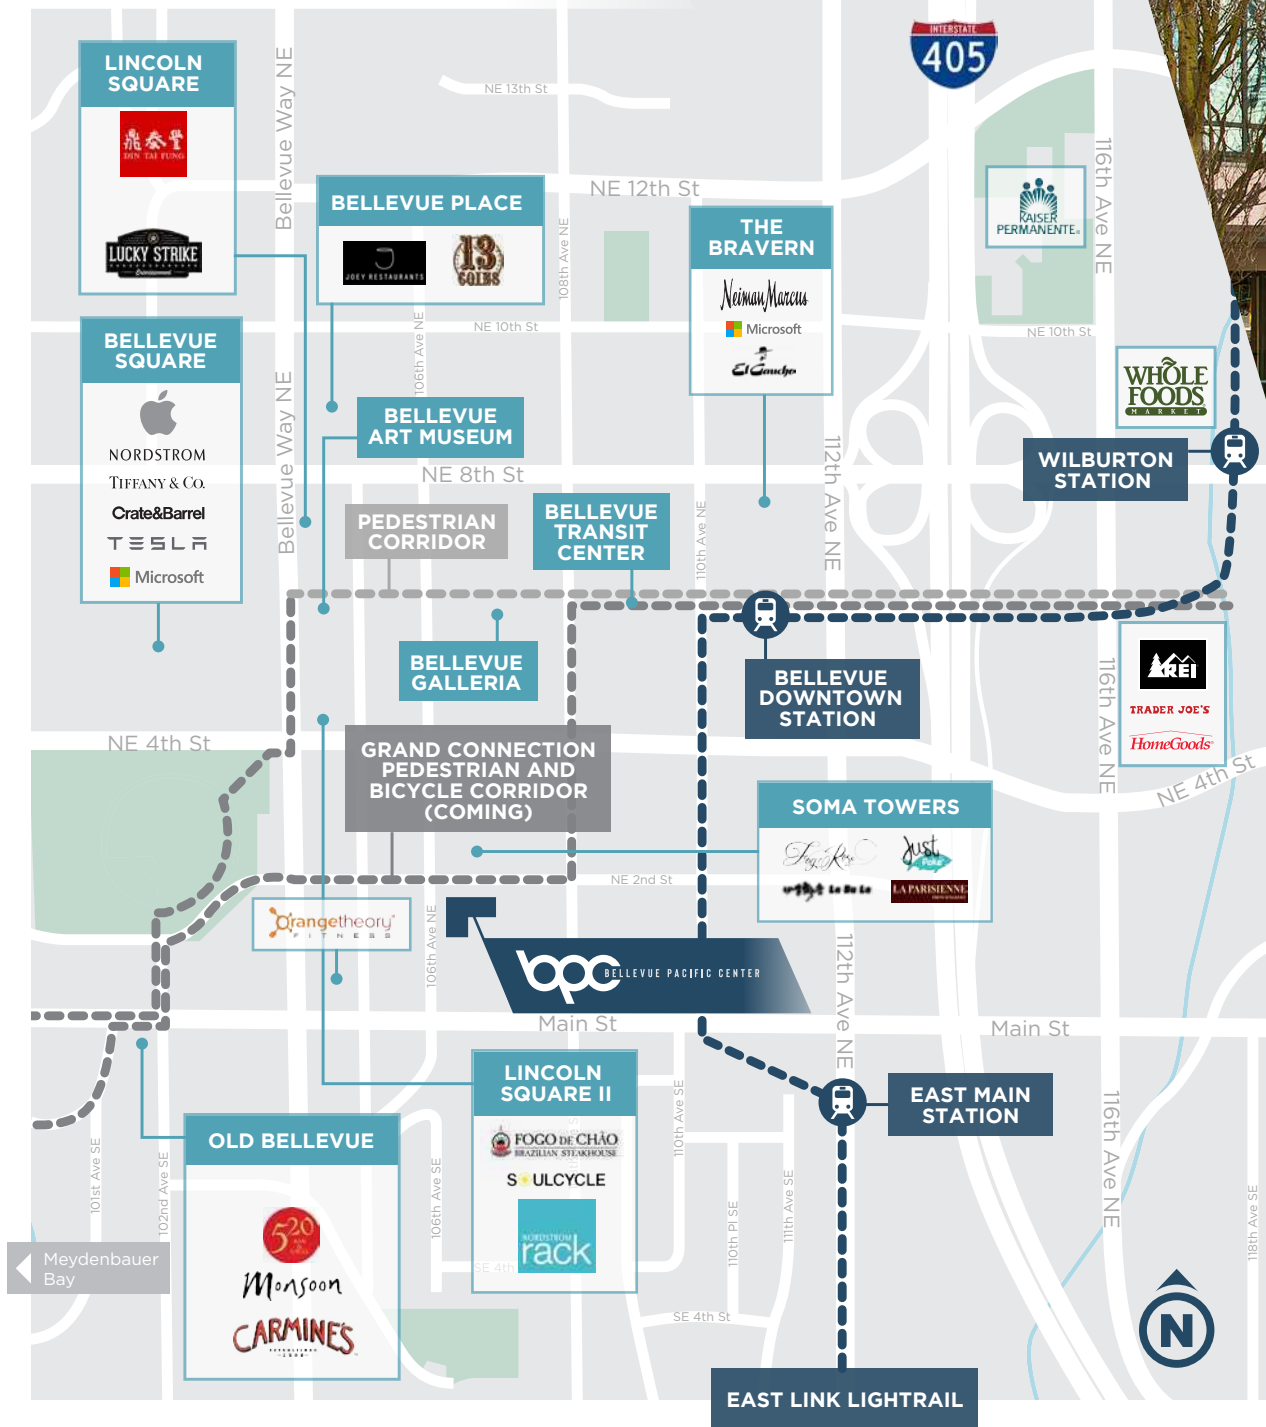 INTERSTATE
405
LINCOLN
SQUARE
鼎泰豐
DIN TAI FUNG
LUCKY STRIKE
Entertainment
Bellevue Way NE
NE 13th St
BELLEVUE PLACE
JOEY RESTAURANTS
13
COINS
NE 12th St
108th Ave NE
THE
BRAVERN
Neiman Marcus
Microsoft
El Gaucho
KAISER
PERMANENTE
116th Ave NE
NE 10th St
NE 10th St
106th Ave NE
BELLEVUE
SQUARE
NORDSTROM
TIFFANY & CO.
Crate&Barrel
TESLA
Microsoft
Bellevue Way NE
BELLEVUE
ART MUSEUM
NE 8th St
WHOLE
FOODS
MARKET
WILBURTON
STATION
112th Ave NE
110th Ave NE
PEDESTRIAN
CORRIDOR
BELLEVUE
TRANSIT
CENTER
BELLEVUE
GALLERIA
BELLEVUE
DOWNTOWN
STATION
REI
TRADER JOE'S
HomeGoods
116th Ave NE
NE 4th St
NE 4th St
GRAND CONNECTION
PEDESTRIAN AND
BICYCLE CORRIDOR
(COMING)
SOMA TOWERS
Just
Poké
LA PARISIENNE
NE 2nd St
Orangetheory
FITNESS
106th Ave NE
bpc
BELLEVUE PACIFIC CENTER
112th Ave NE
Main St
Main St
LINCOLN
SQUARE II
FOGO DE CHÃO
BRAZILIAN STEAKHOUSE
SOULCYCLE
NORDSTROM
rack
EAST MAIN
STATION
OLD BELLEVUE
520
BAR & GRILL
Monsoon
CARMINE'S
101st Ave SE
102nd Ave SE
106th Ave SE
110th Ave SE
110th Pl SE
111th Ave SE
116th Ave NE
118th Ave SE
Meydenbauer
Bay
SE 4th
SE 4th St
N
EAST LINK LIGHTRAIL